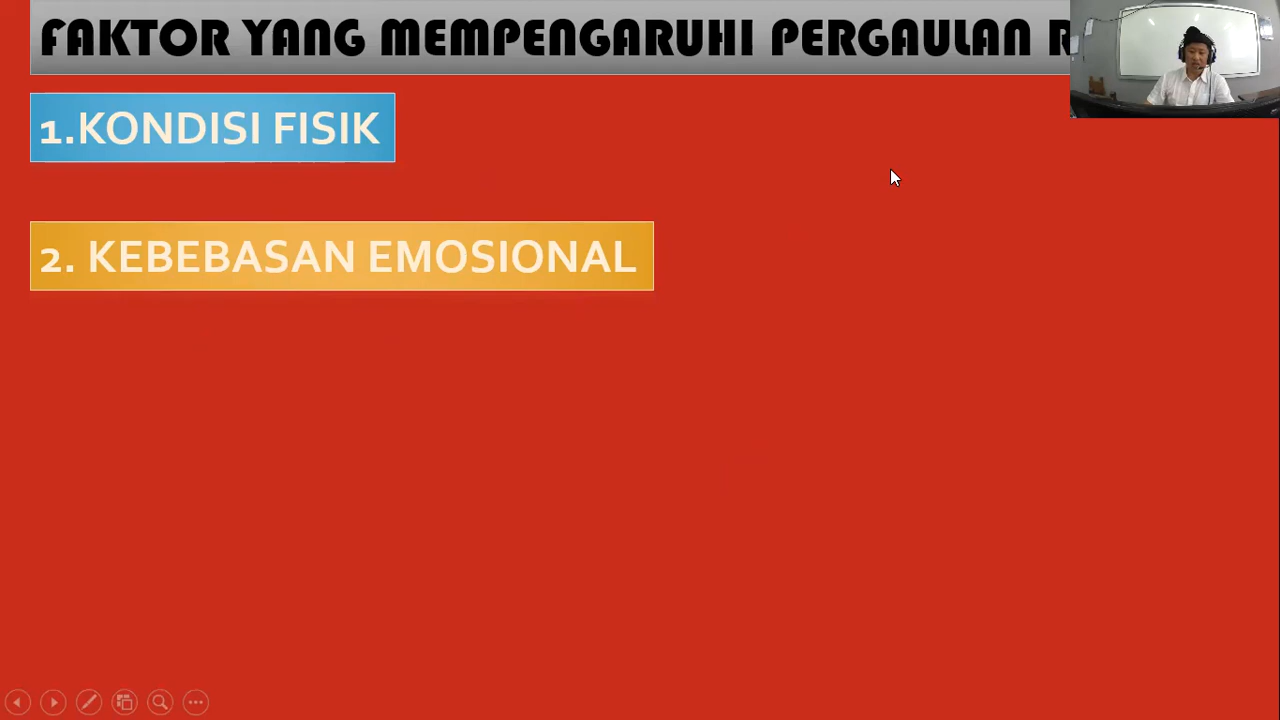 FAKTOR YANG MEMPENGARUHI PERGAULAN
1.KONDISI FISIK
2. KEBEBASAN EMOSIONAL